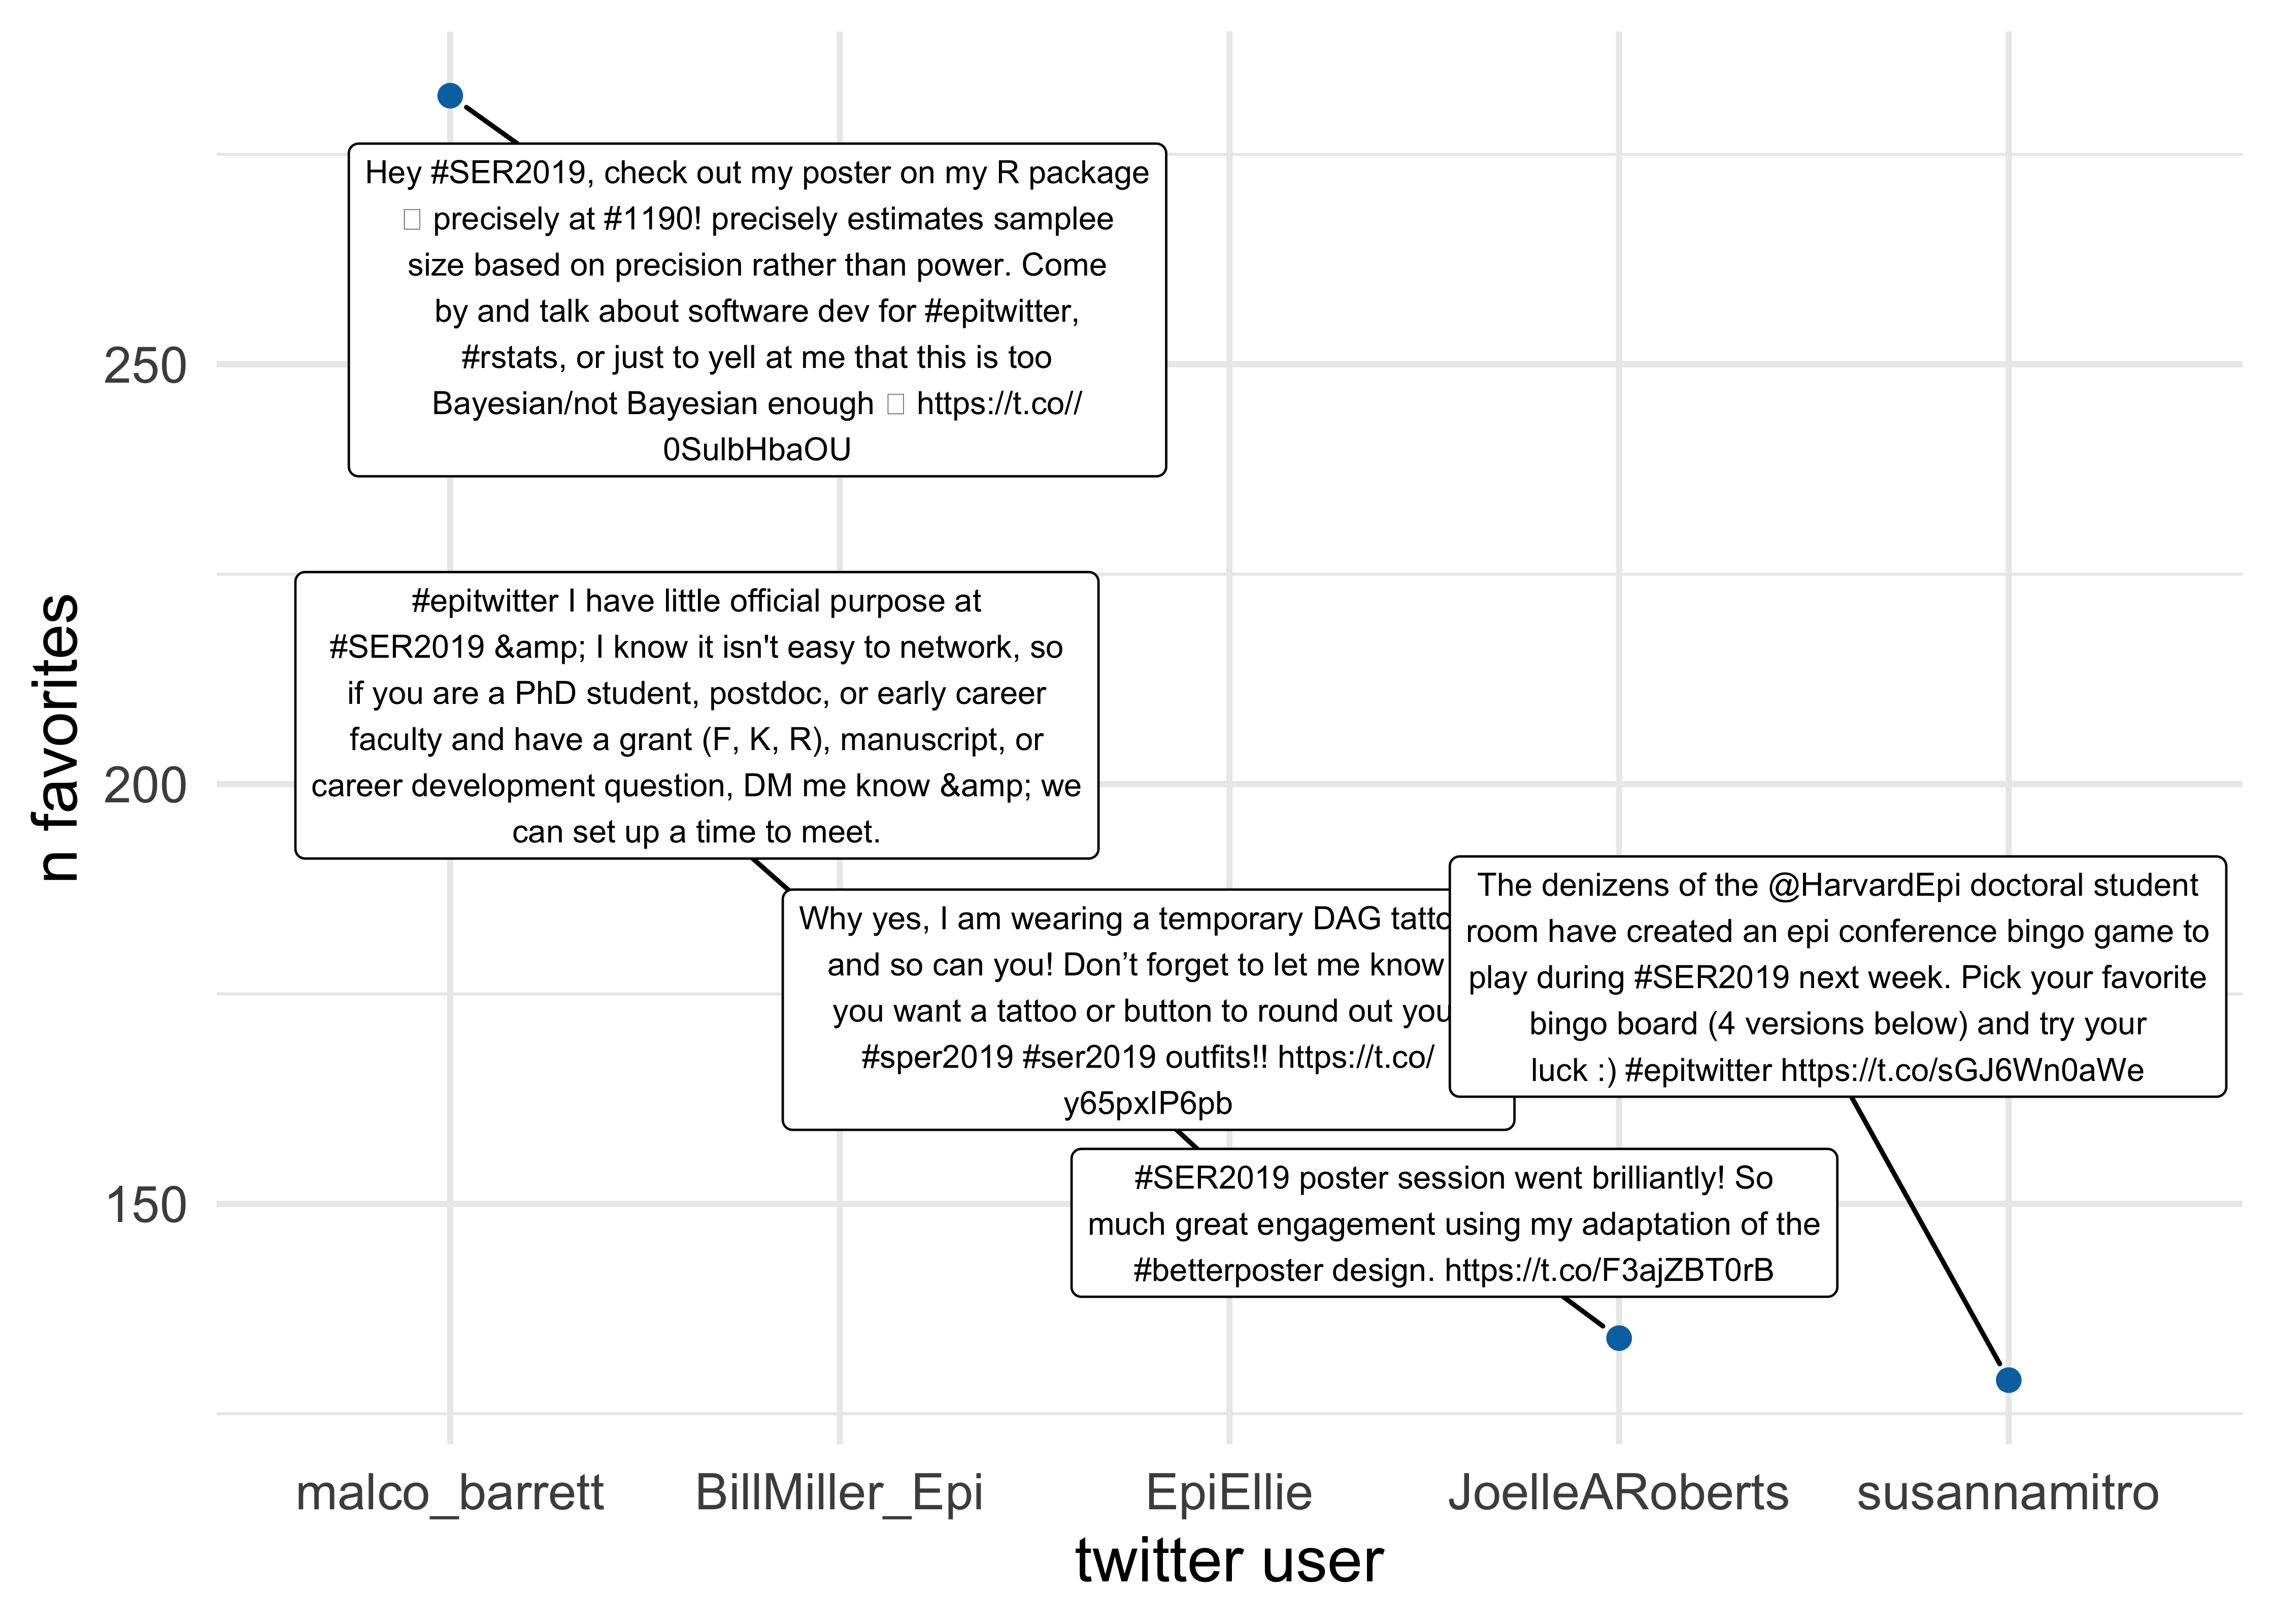 Hey #SER2019, check out my poster on my R package
precisely at #1190! precisely estimates samplee
size based on precision rather than power. Come
by and talk about software dev for #epitwitter,
#rstats, or just to yell at me that this is too
Bayesian/not Bayesian enough https://t.co//
0SulbHbaOU
250
#epitwitter I have little official purpose at
#SER2019 &amp; I know it isn't easy to network, so
if you are a PhD student, postdoc, or early career
faculty and have a grant (F, K, R), manuscript, or
career development question, DM me know &amp; we
can set up a time to meet.
n favorites
200
Why yes, I am wearing a temporary DAG tatto
and so can you! Don’t forget to let me know
you want a tattoo or button to round out you
#sper2019 #ser2019 outfits!! https://t.co/
y65pxIP6pb
The denizens of the @HarvardEpi doctoral student
room have created an epi conference bingo game to
play during #SER2019 next week. Pick your favorite
bingo board (4 versions below) and try your
luck :) #epitwitter https://t.co/sGJ6Wn0aWe
150
#SER2019 poster session went brilliantly! So
much great engagement using my adaptation of the
#betterposter design. https://t.co/F3ajZBT0rB
malco_barrett
BillMiller_Epi
EpiEllie
JoelleARoberts
susannamitro
twitter user